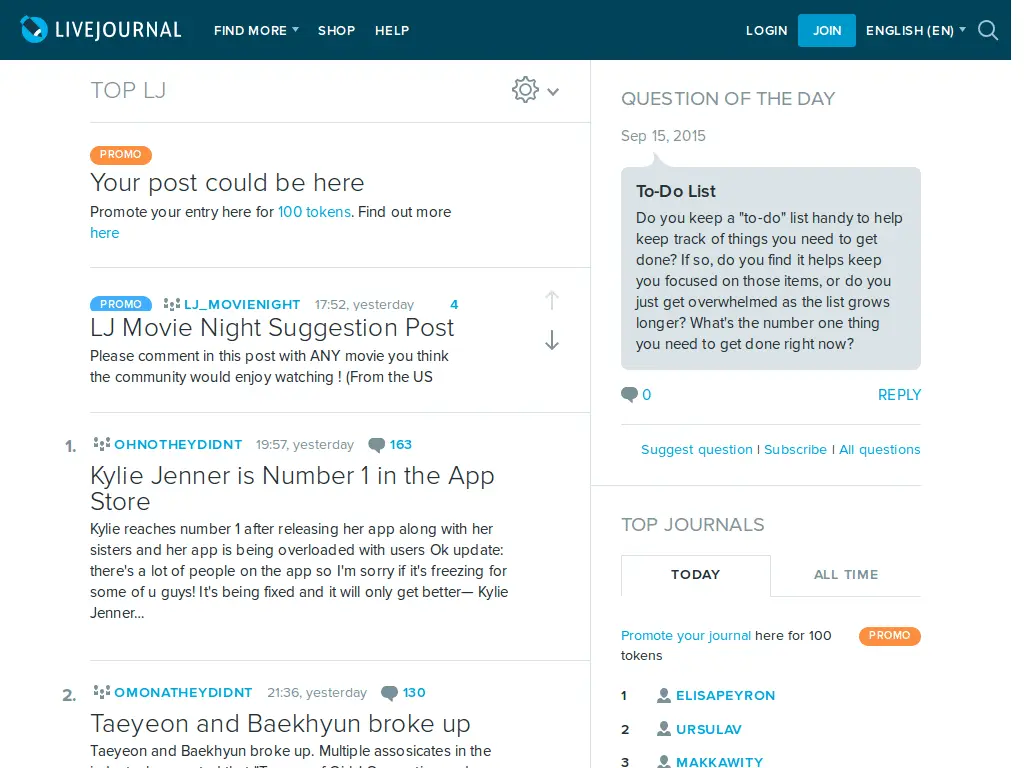 LIVEJOURNAL
FIND MORE SHOP HELP
LOGIN JOIN ENGLISH (EN)
TOP LJ
PROMO
Your post could be here
Promote your entry here for 100 tokens. Find out more
here
PROMO LJ_MOVIENIGHT 17:52, yesterday 4
LJ Movie Night Suggestion Post
Please comment in this post with ANY movie you think
the community would enjoy watching ! (From the US
1. OHNOTHEYDIDNT 19:57, yesterday 163
Kylie Jenner is Number 1 in the App
Store
Kylie reaches number 1 after releasing her app along with her
sisters and her app is being overloaded with users Ok update:
there's a lot of people on the app so I'm sorry if it's freezing for
some of u guys! It's being fixed and it will only get better— Kylie
Jenner...
2. OMONATHEYDIDNT 21:36, yesterday 130
Taeyeon and Baekhyun broke up
Taeyeon and Baekhyun broke up. Multiple assosicates in the
QUESTION OF THE DAY
Sep 15, 2015
To-Do List
Do you keep a "to-do" list handy to help
keep track of things you need to get
done? If so, do you find it helps keep
you focused on those items, or do you
just get overwhelmed as the list grows
longer? What's the number one thing
you need to get done right now?
0 REPLY
Suggest question | Subscribe | All questions
TOP JOURNALS
TODAY ALL TIME
Promote your journal here for 100 PROMO
tokens
1 ELISAPEYRON
2 URSULAV
3 MAKKAWITY